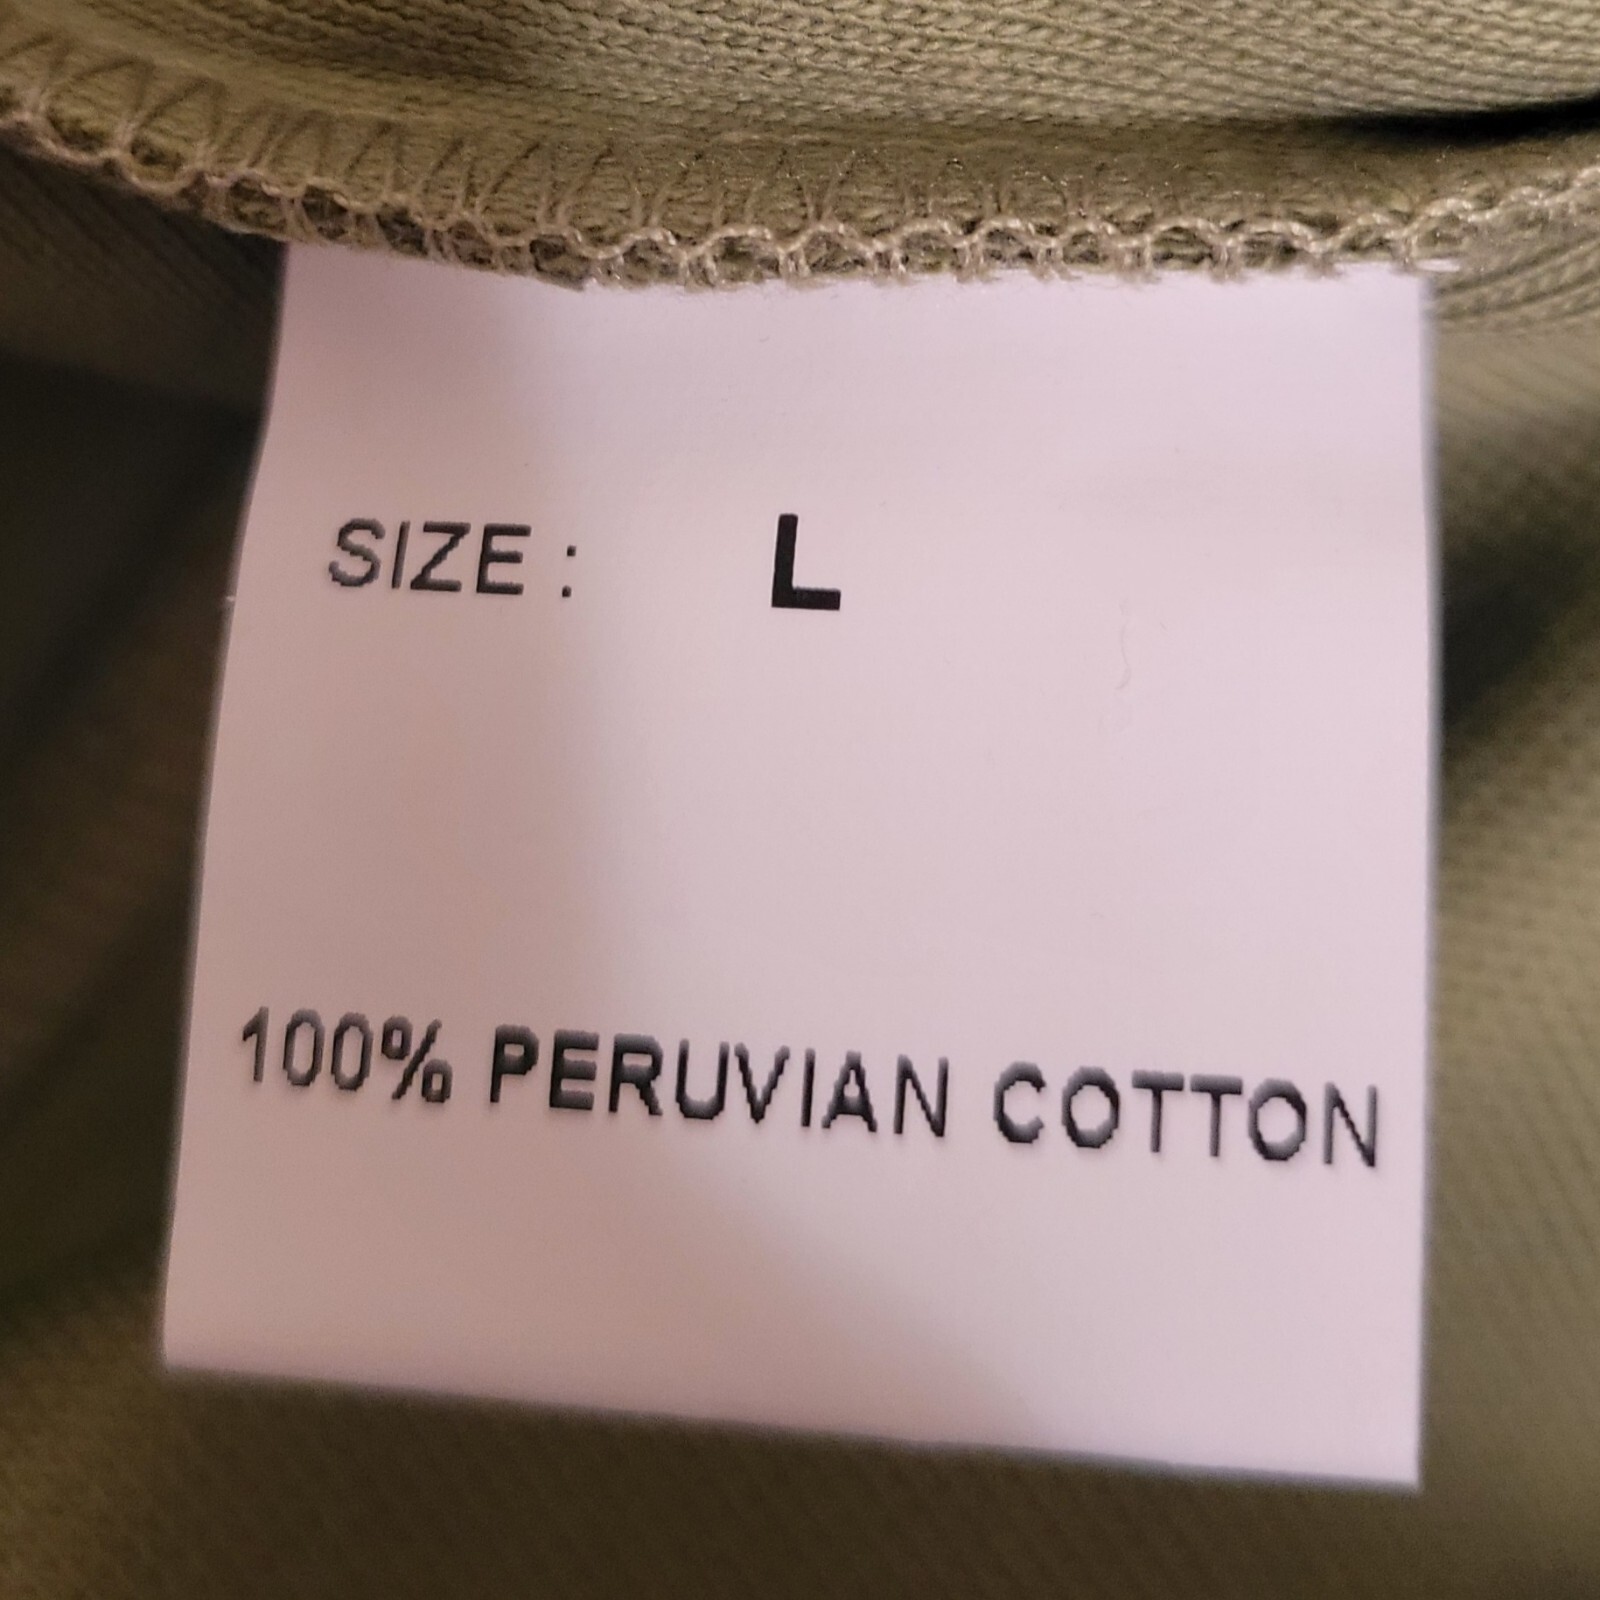 SIZE : L
100% PERUVIAN COTTON